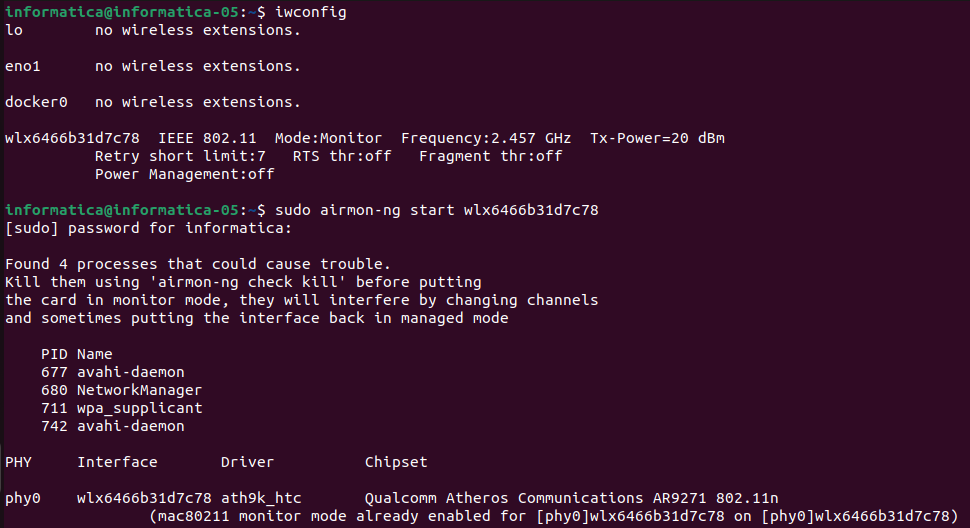 informatica@informatica-05:~$ iwconfig
lo        no wireless extensions.
eno1      no wireless extensions.
docker0   no wireless extensions.
wlx6466b31d7c78  IEEE 802.11  Mode:Monitor  Frequency:2.457 GHz  Tx-Power=20 dBm
          Retry short limit:7   RTS thr:off   Fragment thr:off
          Power Management:off
informatica@informatica-05:~$ sudo airmon-ng start wlx6466b31d7c78
[sudo] password for informatica:
Found 4 processes that could cause trouble.
Kill them using 'airmon-ng check kill' before putting
the card in monitor mode, they will interfere by changing channels
and sometimes putting the interface back in managed mode
    PID Name
    677 avahi-daemon
    680 NetworkManager
    711 wpa_supplicant
    742 avahi-daemon
PHY     Interface       Driver          Chipset
phy0    wlx6466b31d7c78 ath9k_htc       Qualcomm Atheros Communications AR9271 802.11n
                (mac80211 monitor mode already enabled for [phy0]wlx6466b31d7c78 on [phy0]wlx6466b31d7c78)